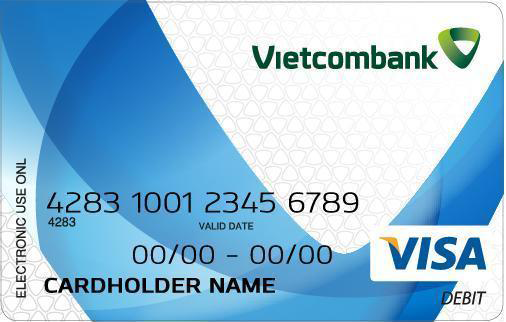 Vietcombank
ELECTRONIC USE ONL
4283 1001 2345 6789
4283
VALID DATE
00/00 - 00/00
CARDHOLDER NAME
VISA
DEBIT